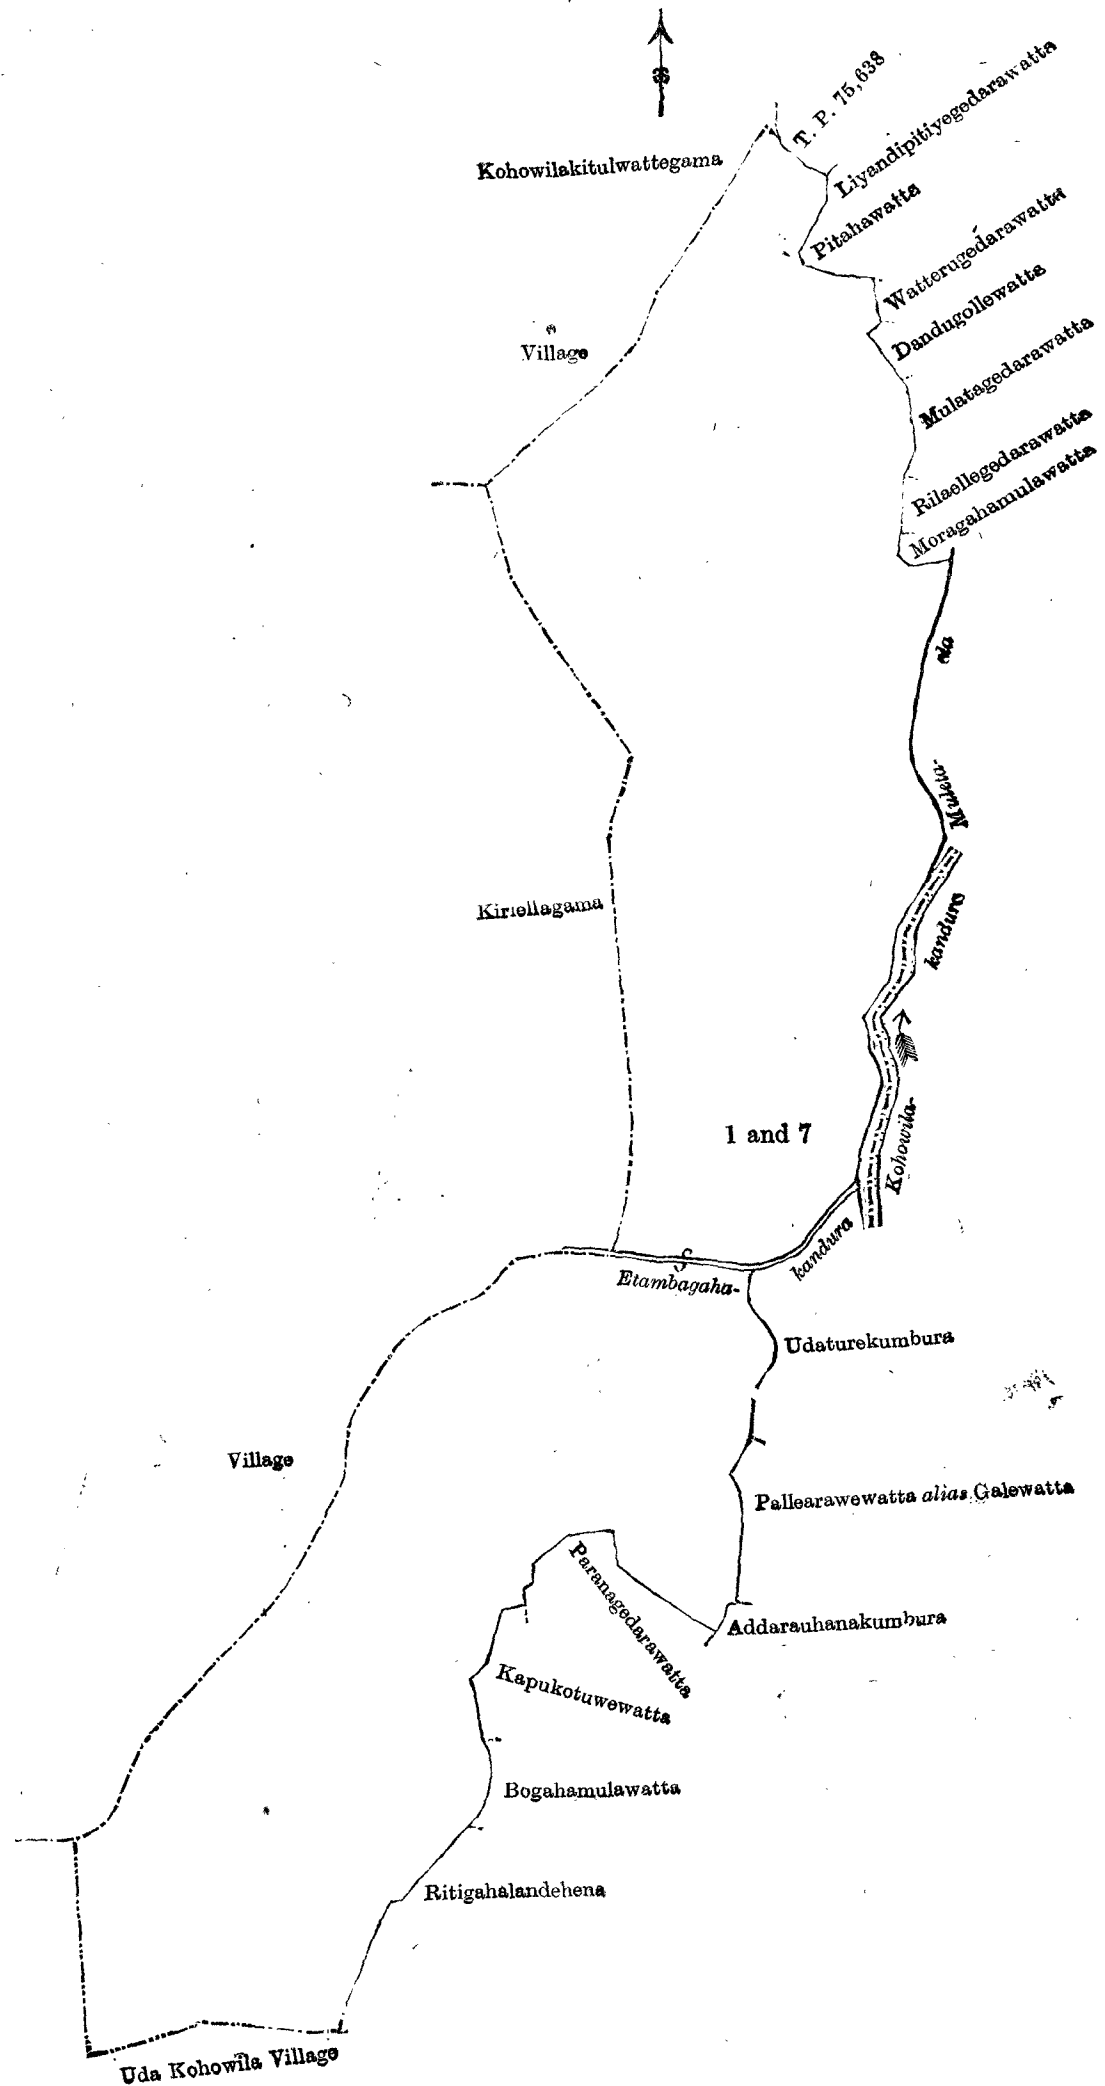 T. P. 75,638
Liyandipitiyegedarawatta
Kohowilakitulwattegama
Pitahawatta
Watterugedarawatta
Dandugollewatta
Village
Mulatagedarawatta
Rilaellegedarawatta
Moragahamulawatta
ela
Muleta-
kandura
Kiriellagama
1 and 7
Kohowila-
kandura
Etambagaha-
Udaturekumbura
Village
Pallearawewatta alias Galewatta
Paranagedarawatta
Addarauhanakumbura
Kapukotuwewatta
Bogahamulawatta
Ritigahalandehena
Uda Kohowila Village